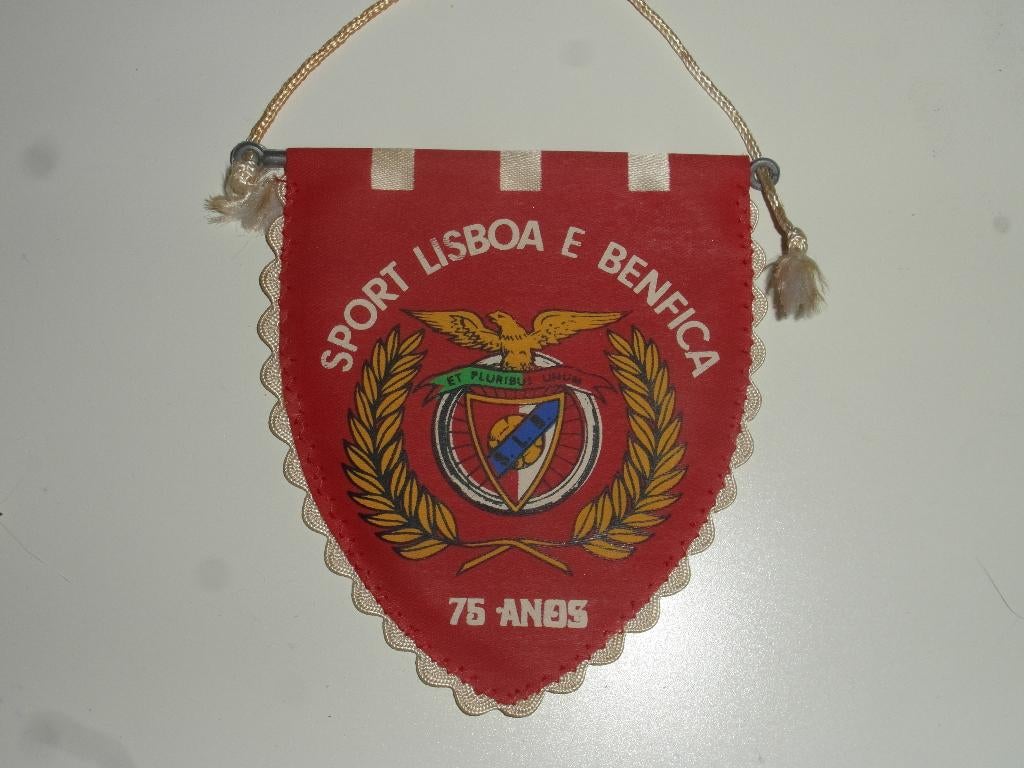 SPORT LISBOA E BENFICA
ET PLURIBUS UNUM
S.L.B.
75 ANOS